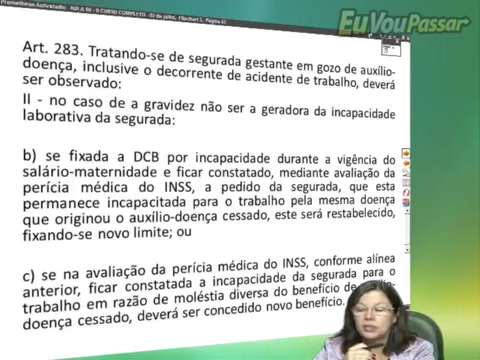 Promethean ActivStudio
EuVouPassar
Art. 283. Tratando-se de segurada gestante em gozo de auxílio-
doença, inclusive o decorrente de acidente de trabalho, deverá
ser observado:
II - no caso de a gravidez não ser a geradora da incapacidade
laborativa da segurada:
b) se fixada a DCB por incapacidade durante a vigência do
salário-maternidade e ficar constatado, mediante avaliação da
perícia médica do INSS, a pedido da segurada, que esta
permanece incapacitada para o trabalho pela mesma doença
que originou o auxílio-doença cessado, este será restabelecido,
fixando-se novo limite; ou
c) se na avaliação da perícia médica do INSS, conforme alínea
anterior, ficar constatada a incapacidade da segurada para o
trabalho em razão de moléstia diversa do benefício de
doença cessado, deverá ser concedido novo benefício.